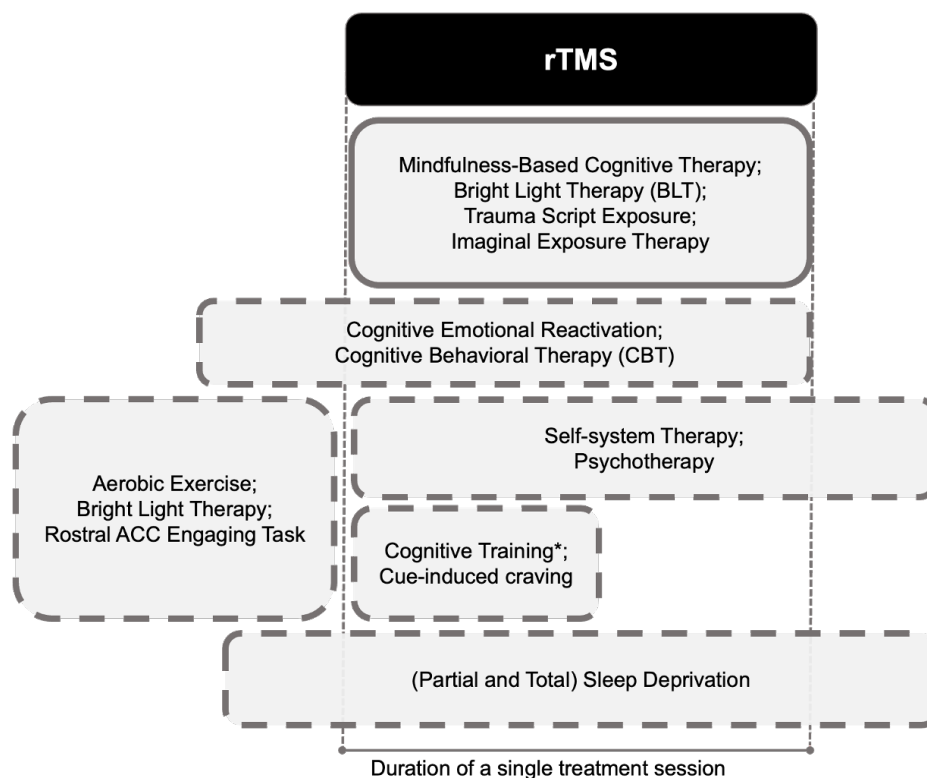 rTMS
Mindfulness-Based Cognitive Therapy;
Bright Light Therapy (BLT);
Trauma Script Exposure;
Imaginal Exposure Therapy
Cognitive Emotional Reactivation;
Cognitive Behavioral Therapy (CBT)
Self-system Therapy;
Psychotherapy
Aerobic Exercise;
Bright Light Therapy;
Rostral ACC Engaging Task
Cognitive Training*;
Cue-induced craving
(Partial and Total) Sleep Deprivation
Duration of a single treatment session